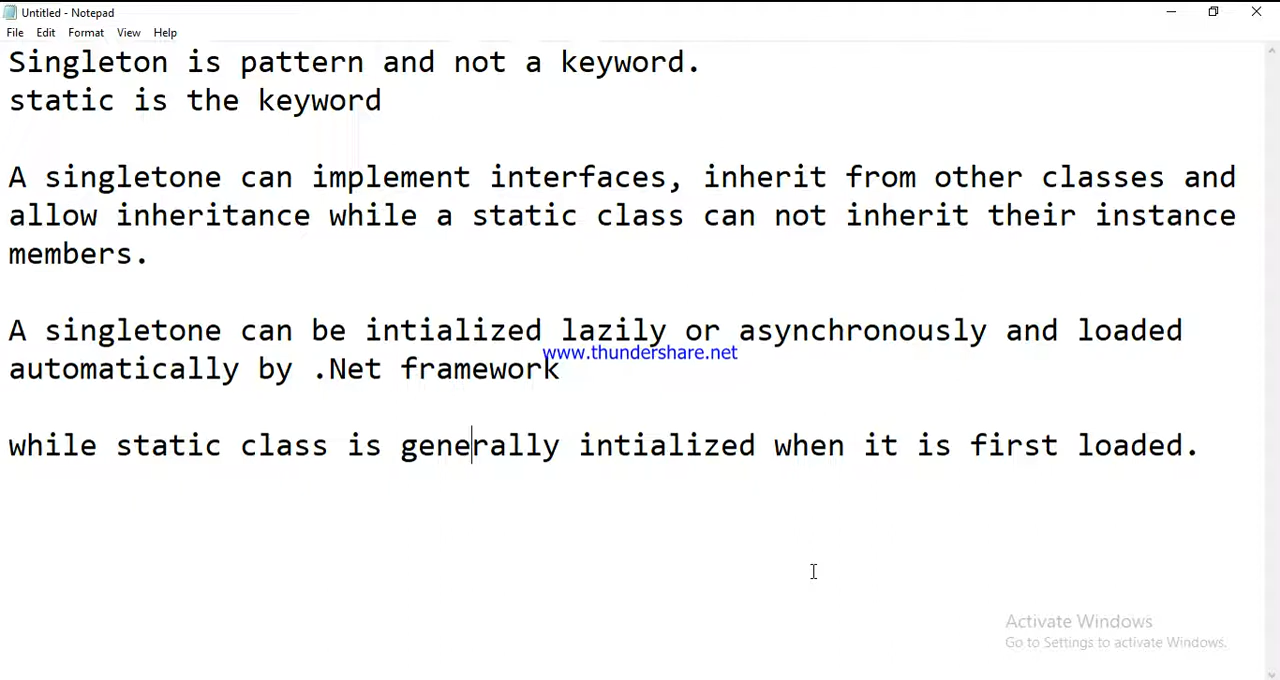 Untitled - Notepad
File Edit Format View Help
Singleton is pattern and not a keyword.
static is the keyword
A singletone can implement interfaces, inherit from other classes and
allow inheritance while a static class can not inherit their instance
members.
A singletone can be intialized lazily or asynchronously and loaded
www.thundershare.net
automatically by .Net framework
while static class is generally intialized when it is first loaded.
Activate Windows
Go to Settings to activate Windows.